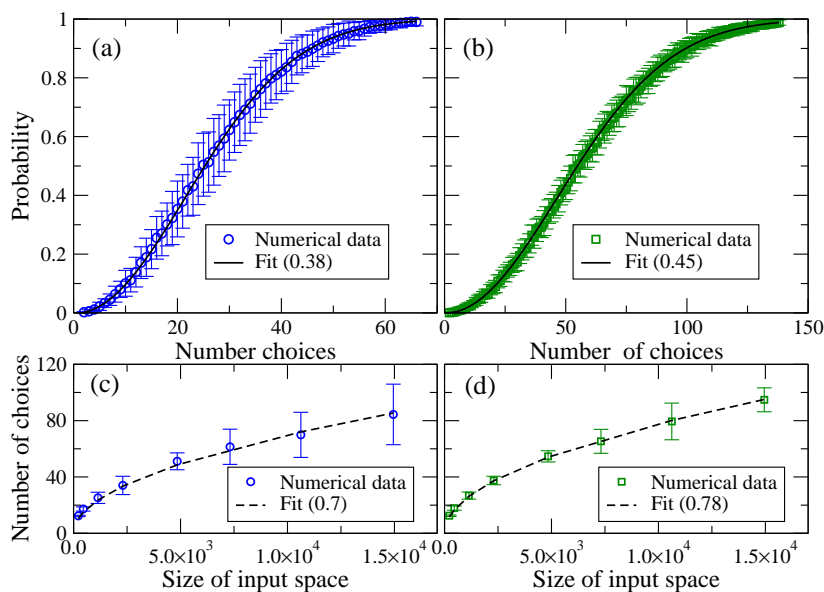 (a)
(b)
Probability
1
0.8
0.6
0.4
0.2
0
Numerical data
Fit (0.38)
Numerical data
Fit (0.45)
0 20 40 60
0 50 100 150
Number choices
Number of choices
(c)
(d)
Number of choices
120
80
40
0
Numerical data
Fit (0.7)
Numerical data
Fit (0.78)
0.0 5.0×10³ 1.0×10⁴ 1.5×10⁴
0.0 5.0×10³ 1.0×10⁴ 1.5×10⁴
Size of input space
Size of input space